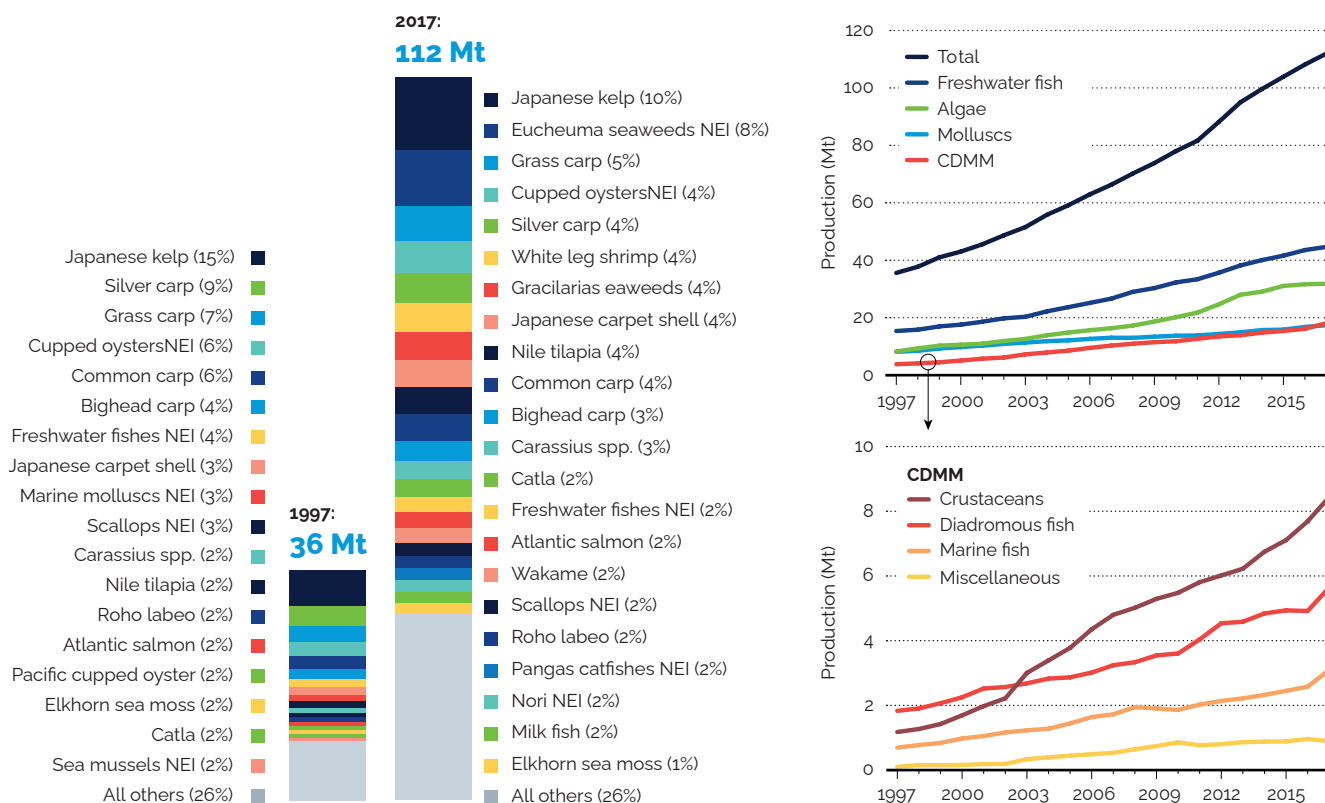 2017:
112 Mt
Japanese kelp (10%)
Eucheuma seaweeds NEI (8%)
Grass carp (5%)
Cupped oystersNEI (4%)
Silver carp (4%)
White leg shrimp (4%)
Gracilarias eaweeds (4%)
Japanese carpet shell (4%)
Nile tilapia (4%)
Common carp (4%)
Bighead carp (3%)
Carassius spp. (3%)
Catla (2%)
Freshwater fishes NEI (2%)
Atlantic salmon (2%)
Wakame (2%)
Scallops NEI (2%)
Roho labeo (2%)
Pangas catfishes NEI (2%)
Nori NEI (2%)
Milk fish (2%)
Elkhorn sea moss (1%)
All others (26%)
Japanese kelp (15%)
Silver carp (9%)
Grass carp (7%)
Cupped oystersNEI (6%)
Common carp (6%)
Bighead carp (4%)
Freshwater fishes NEI (4%)
Japanese carpet shell (3%)
Marine molluscs NEI (3%)
Scallops NEI (3%)
Carassius spp. (2%)
Nile tilapia (2%)
Roho labeo (2%)
Atlantic salmon (2%)
Pacific cupped oyster (2%)
Elkhorn sea moss (2%)
Catla (2%)
Sea mussels NEI (2%)
All others (26%)
1997:
36 Mt
Production (Mt)
120
100
80
60
40
20
0
Total
Freshwater fish
Algae
Molluscs
CDMM
1997 2000 2003 2006 2009 2012 2015
Production (Mt)
10
8
6
4
2
0
CDMM
Crustaceans
Diadromous fish
Marine fish
Miscellaneous
1997 2000 2003 2006 2009 2012 2015